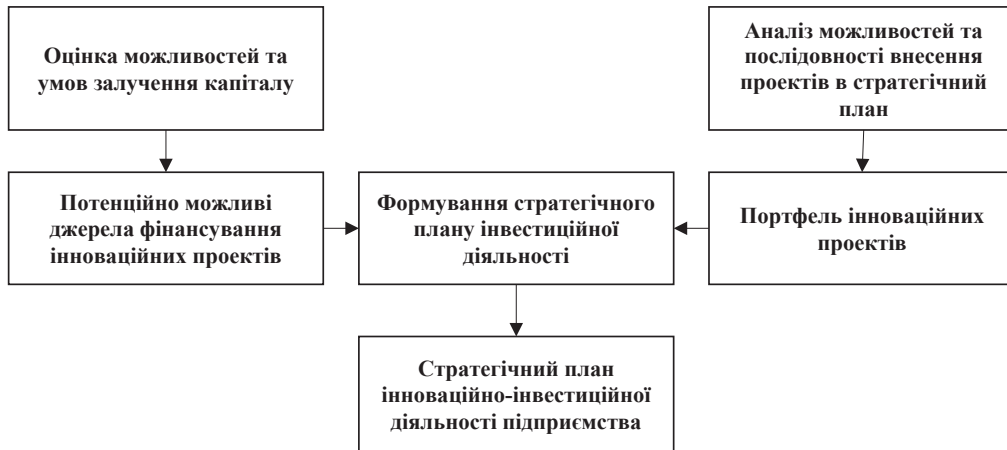 Оцінка можливостей та
умов залучення капіталу
Аналіз можливостей та
послідовності внесення
проектів в стратегічний
план
Потенційно можливі
джерела фінансування
інноваційних проектів
Формування стратегічного
плану інвестиційної
діяльності
Портфель інноваційних
проектів
Стратегічний план
інноваційно-інвестиційної
діяльності підприємства